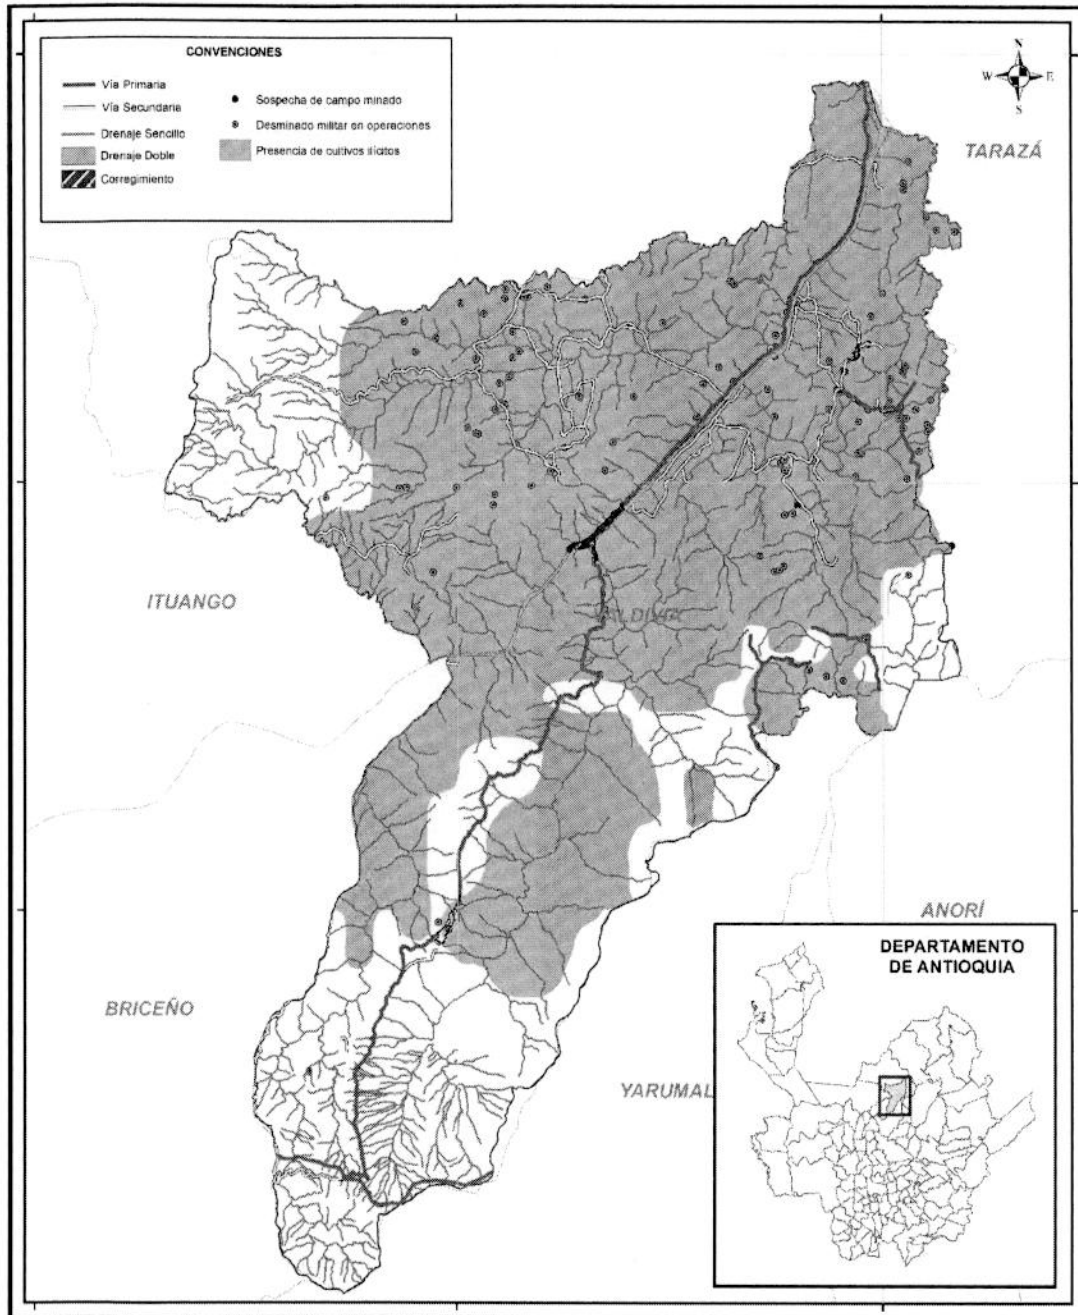 CONVENCIONES
Vía Primaria
Vía Secundaria
Drenaje Sencillo
Drenaje Doble
Corregimiento
Sospecha de campo minado
Desminado militar en operaciones
Presencia de cultivos ilícitos
N
W
E
S
TARAZÁ
ITUANGO
VALDIVIA
ANORÍ
DEPARTAMENTO
DE ANTIOQUIA
BRICEÑO
YARUMAL